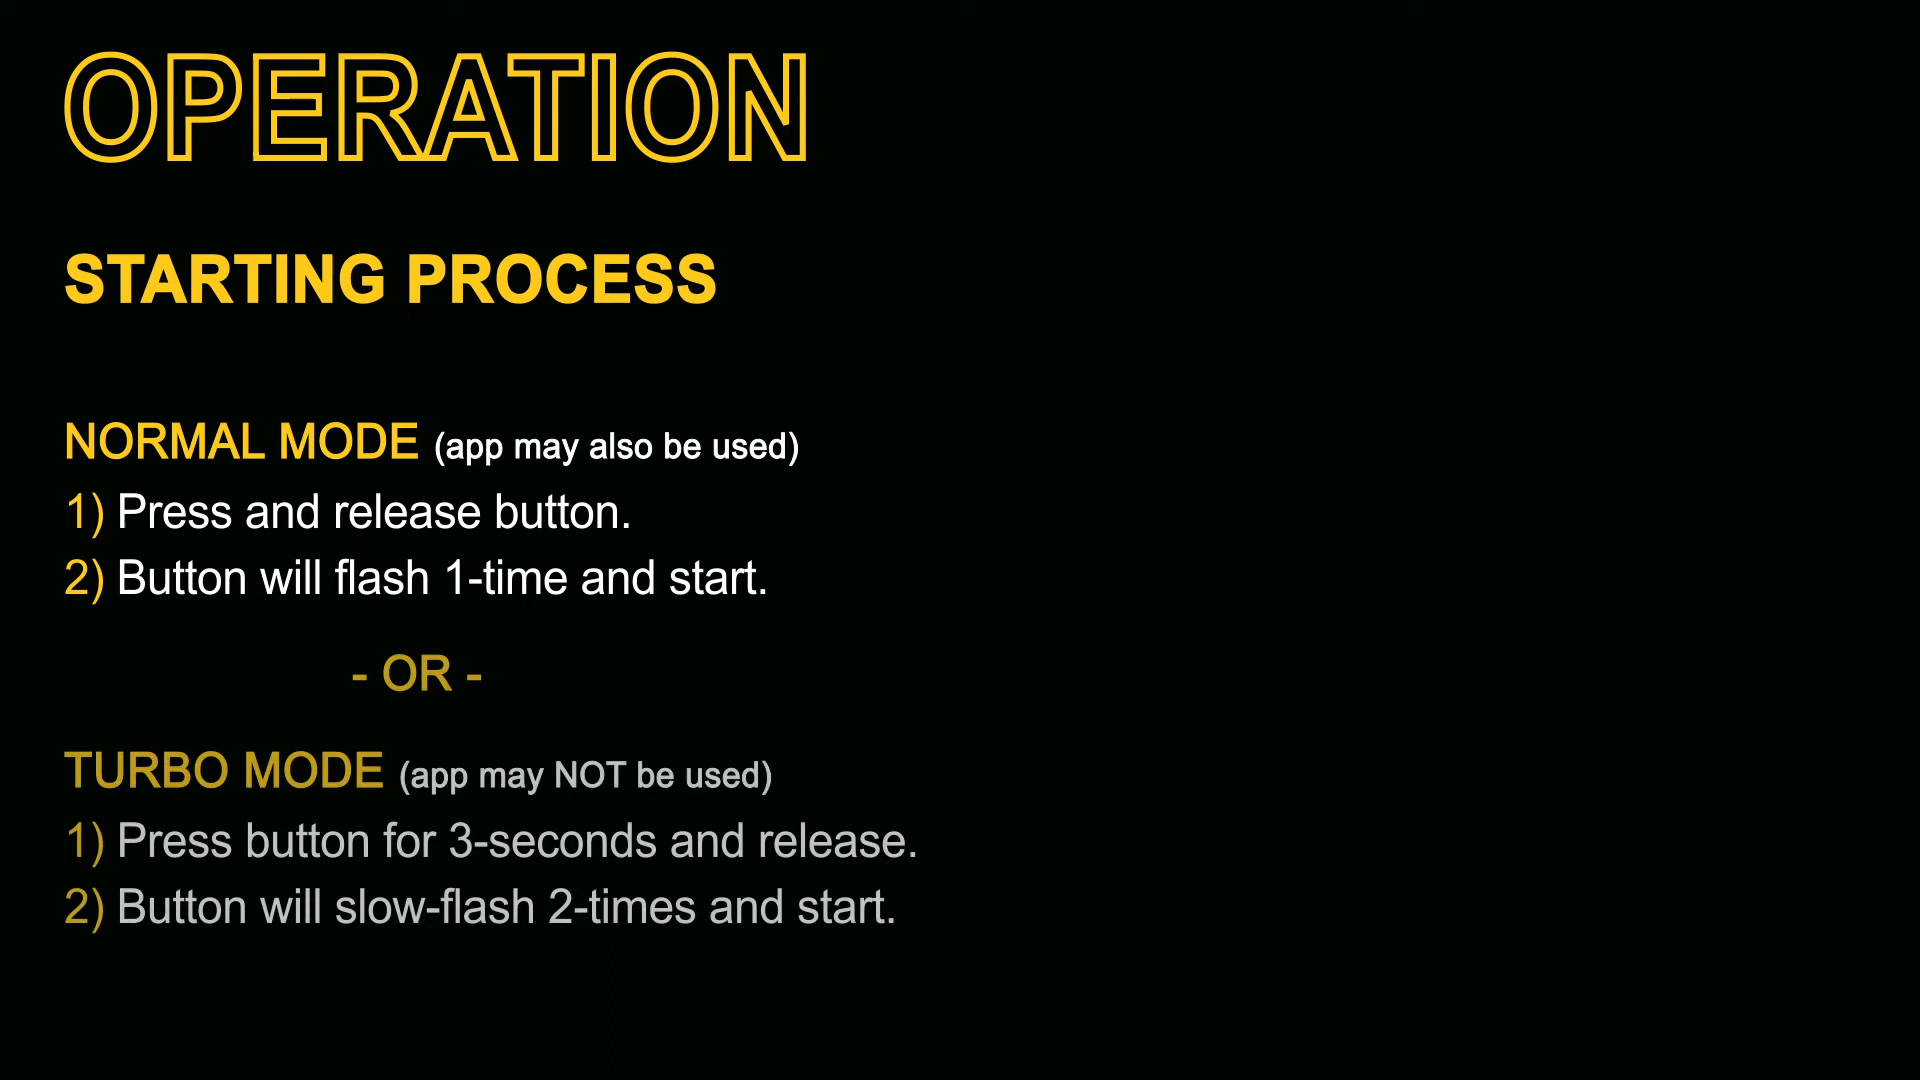 OPERATION
STARTING PROCESS
NORMAL MODE (app may also be used)
1) Press and release button.
2) Button will flash 1-time and start.
- OR -
TURBO MODE (app may NOT be used)
1) Press button for 3-seconds and release.
2) Button will slow-flash 2-times and start.